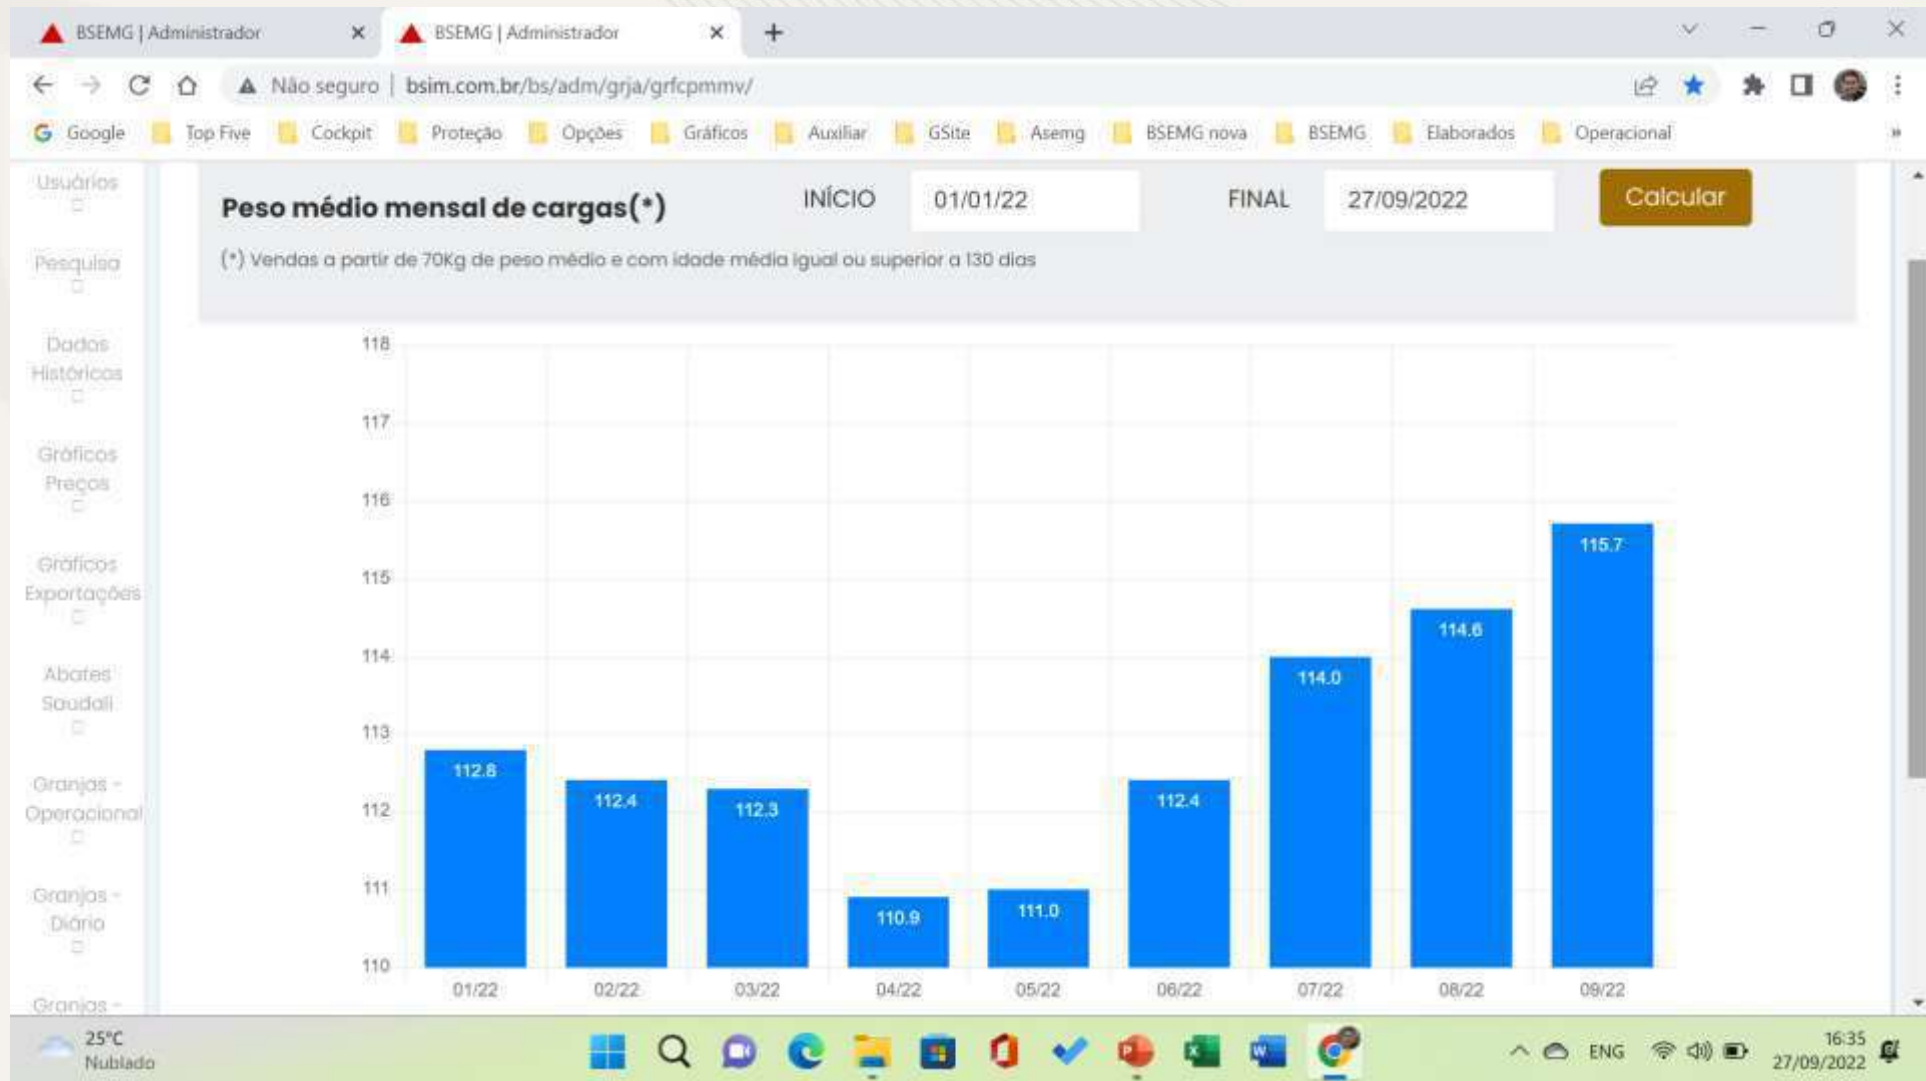 BSEMG | Administrador
BSEMG | Administrador
Não seguro | bsim.com.br/bs/adm/grja/grfcpmmv/
Google Top Five Cockpit Proteção Opções Gráficos Auxiliar GSite Asemg BSEMG nova BSEMG Elaborados Operacional »
Usuários
Pesquisa
Dados
Históricos
Gráficos
Preços
Gráficos
Exportações
Abates
Saudali
Granjas -
Operacional
Granjas -
Diário
Granjas -
Peso médio mensal de cargas(*)
INÍCIO 01/01/22 FINAL 27/09/2022 Calcular
(*) Vendas a partir de 70Kg de peso médio e com idade média igual ou superior a 130 dias
118
117
116
115
114
113
112
111
110
112.8
112.4
112.3
110.9
111.0
112.4
114.0
114.6
115.7
01/22 02/22 03/22 04/22 05/22 06/22 07/22 08/22 09/22
25°C
Nublado
ENG
16:35
27/09/2022